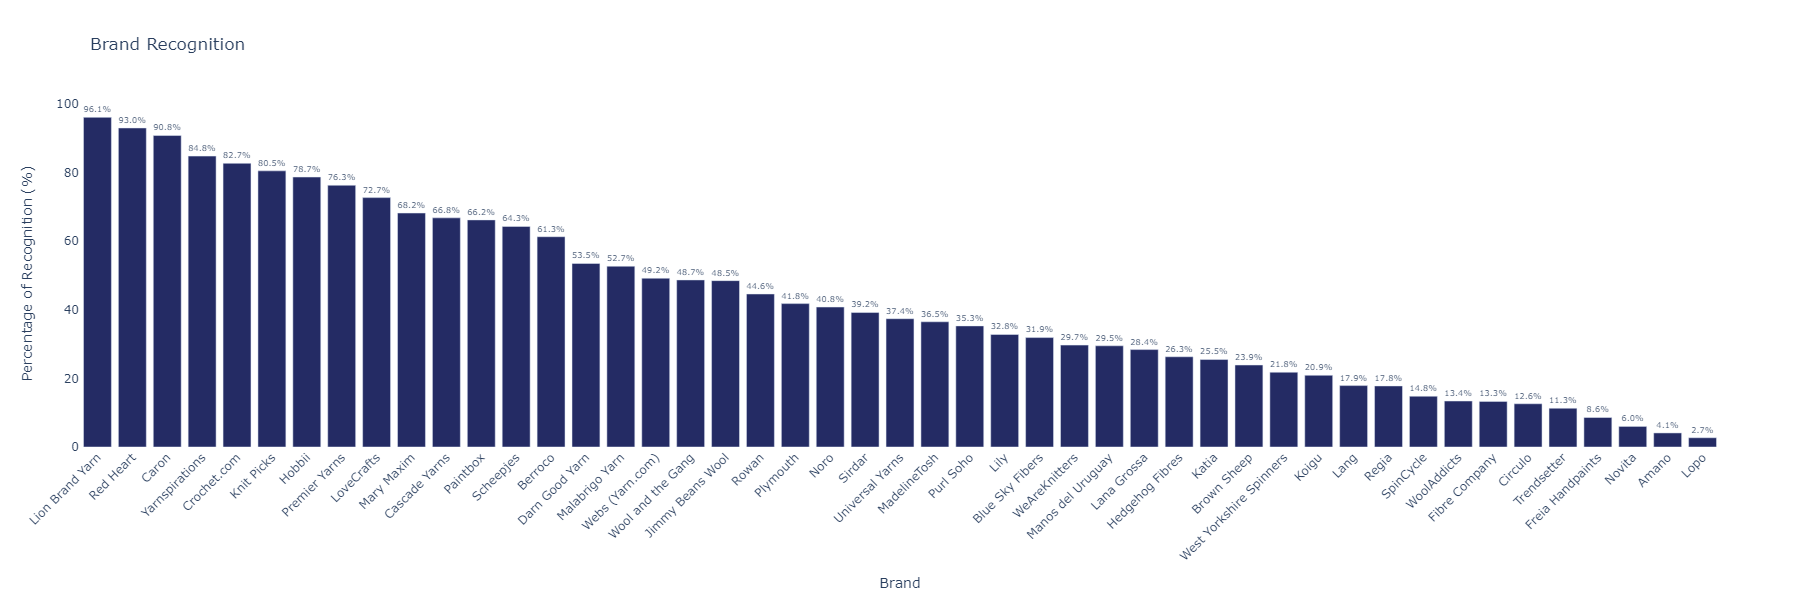 Brand Recognition
Percentage of Recognition (%)
100
80
60
40
20
0
96.1%
93.0%
90.8%
84.8%
82.7%
80.5%
78.7%
76.3%
72.7%
68.2%
66.8%
66.2%
64.3%
61.3%
53.5%
52.7%
49.2%
48.7%
48.5%
44.6%
41.8%
40.8%
39.2%
37.4%
36.5%
35.3%
32.8%
31.9%
29.7%
29.5%
28.4%
26.3%
25.5%
23.9%
21.8%
20.9%
17.9%
17.8%
14.8%
13.4%
13.3%
12.6%
11.3%
8.6%
6.0%
4.1%
2.7%
Lion Brand Yarn
Red Heart
Caron
Yarnspirations
Crochet.com
Knit Picks
Hobbii
Premier Yarns
LoveCrafts
Mary Maxim
Cascade Yarns
Paintbox
Scheepjes
Berroco
Darn Good Yarn
Malabrigo Yarn
Webs (Yarn.com)
Wool and the Gang
Jimmy Beans Wool
Rowan
Plymouth
Noro
Sirdar
Universal Yarns
MadelineTosh
Purl Soho
Lily
Blue Sky Fibers
WeAreKnitters
Manos del Uruguay
Lana Grossa
Hedgehog Fibres
Katia
Brown Sheep
West Yorkshire Spinners
Koigu
Lang
Regia
SpinCycle
WoolAddicts
Fibre Company
Circulo
Trendsetter
Freia Handpaints
Novita
Amano
Lopo
Brand